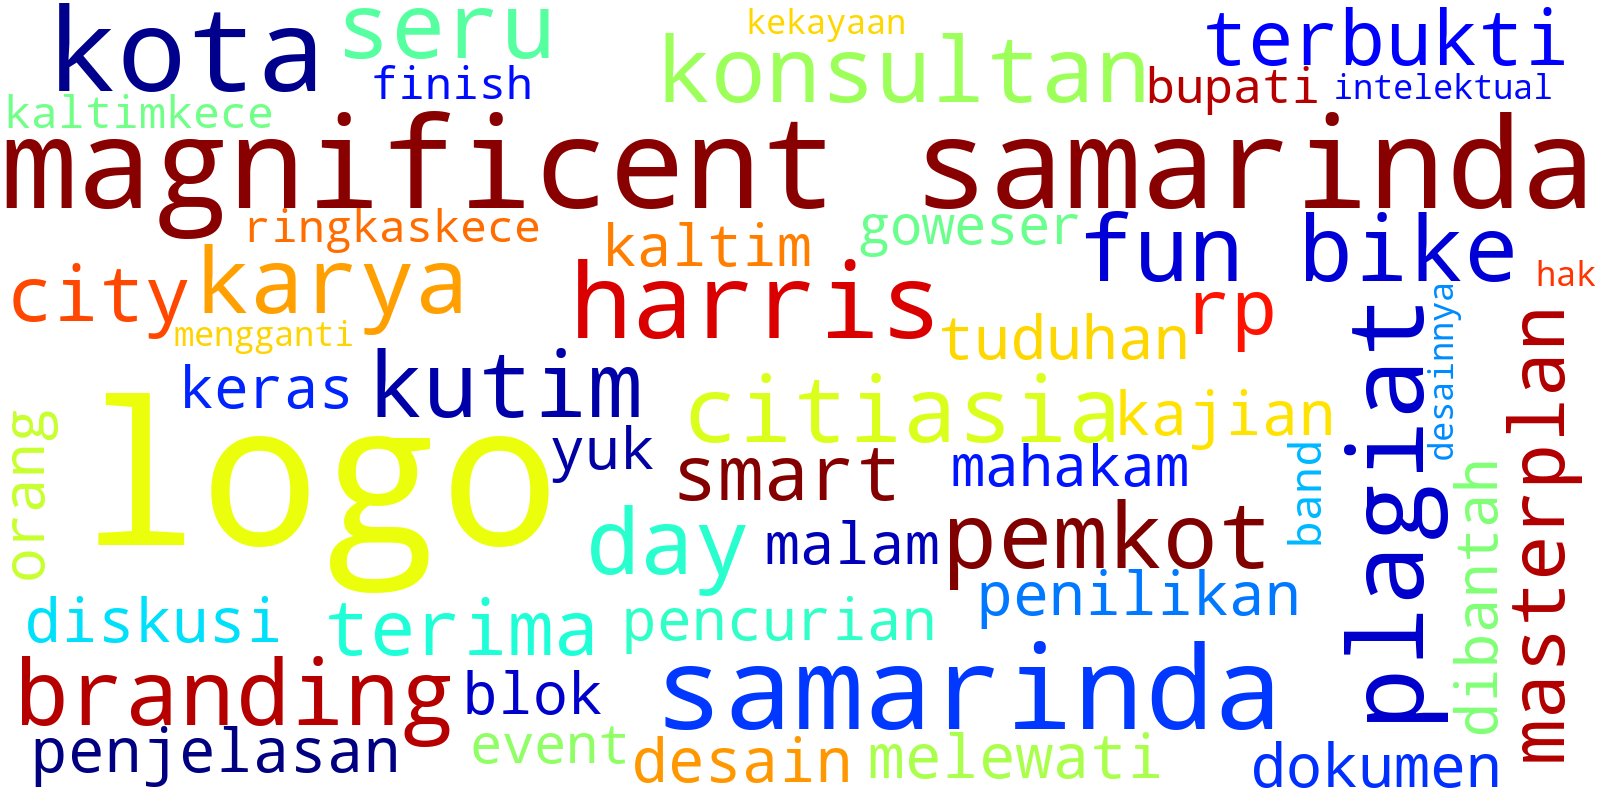 kota
seru
kekayaan
konsultan
terbukti
finish
bupati
intelektual
kaltimkece
magnificent samarinda
ringkaskece
kaltim
goweser
fun bike
city
karya
harris
rp
hak
mengganti
tuduhan
plagiat
desainnya
masterplan
keras
kutim
citiasia
kajian
orang
logo
yuk
smart
mahakam
band
dibantah
day
malam
pemkot
penilikan
diskusi
terima
pencurian
branding
blok
samarinda
penjelasan
event
desain
melewati
dokumen